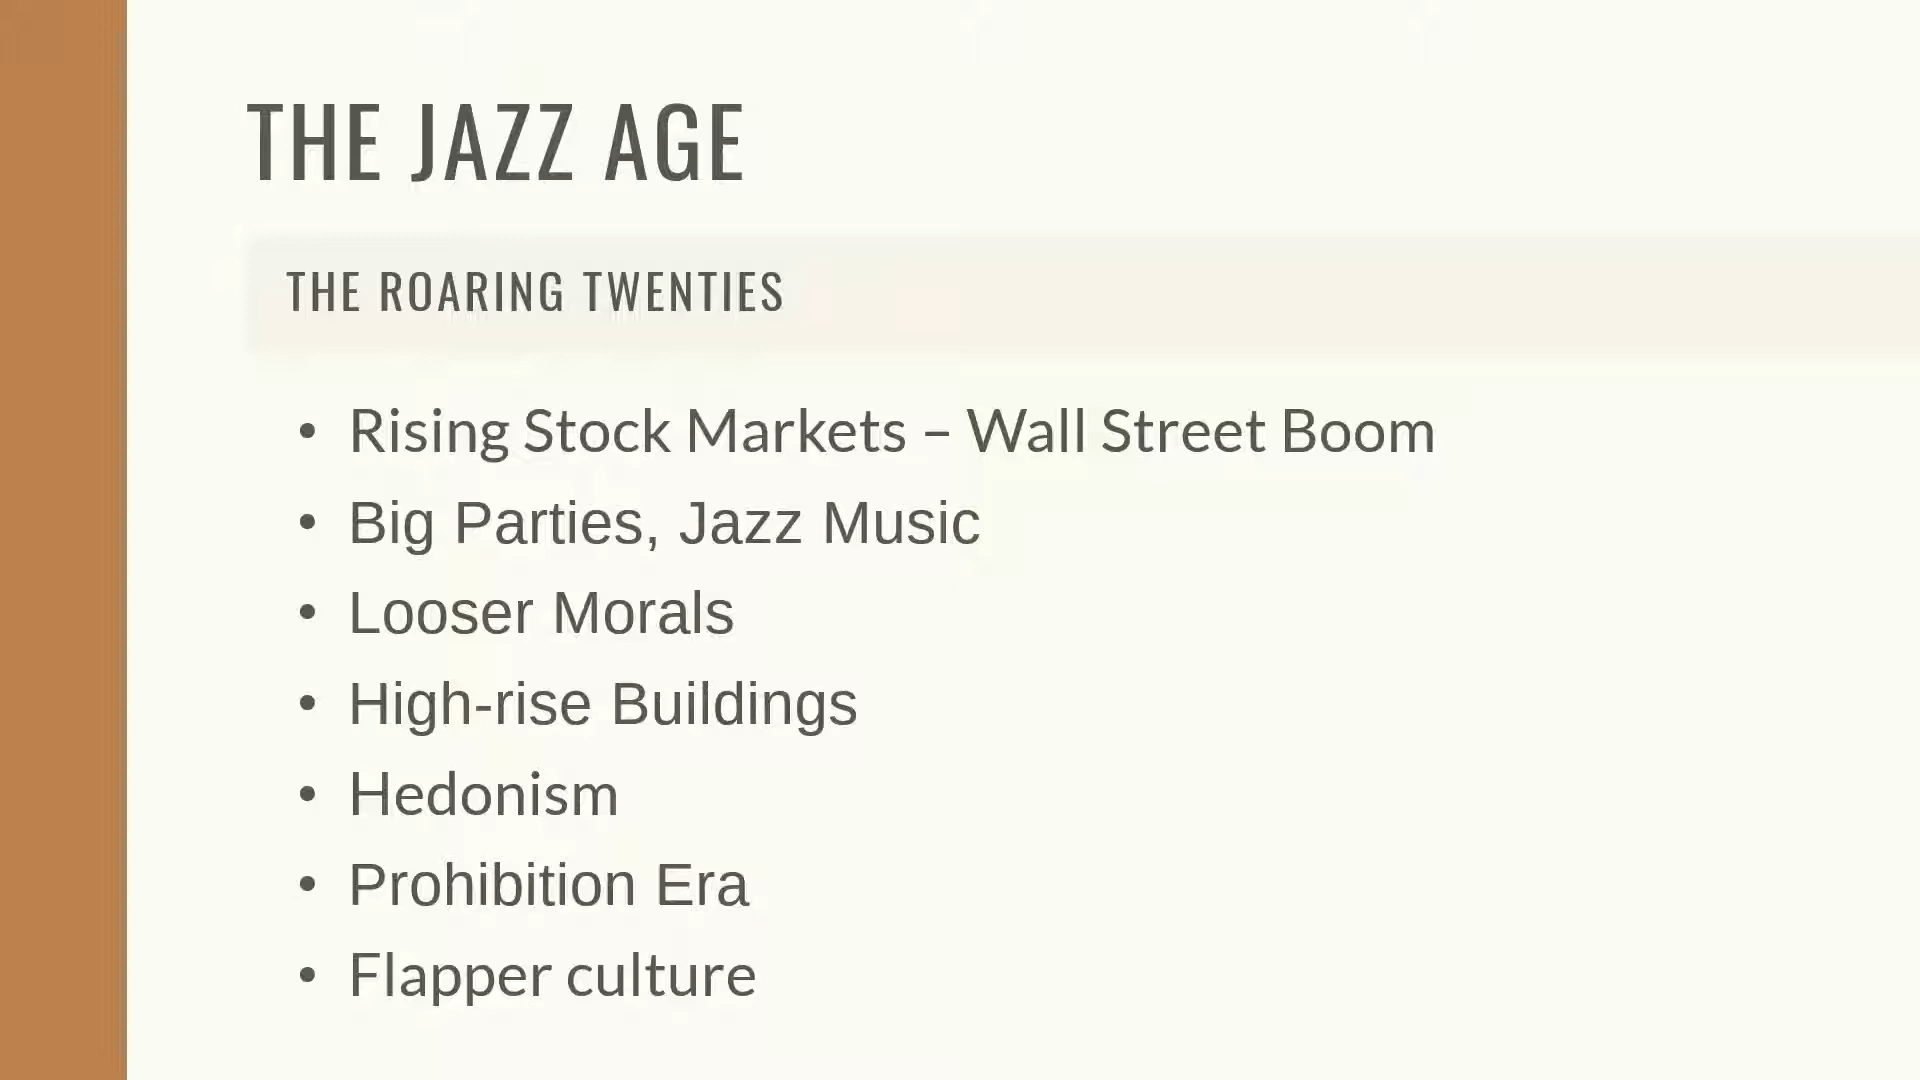 THE JAZZ AGE
THE ROARING TWENTIES
• Rising Stock Markets – Wall Street Boom
• Big Parties, Jazz Music
• Looser Morals
• High-rise Buildings
• Hedonism
• Prohibition Era
• Flapper culture